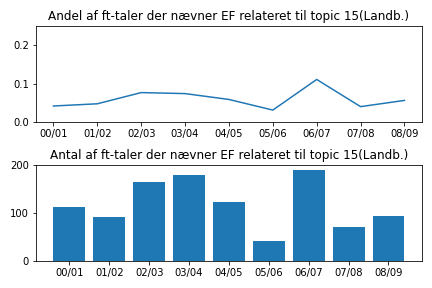 Andel af ft-taler der nævner EF relateret til topic 15(Landb.)
0.2
0.1
0.0
00/01 01/02 02/03 03/04 04/05 05/06 06/07 07/08 08/09
Antal af ft-taler der nævner EF relateret til topic 15(Landb.)
200
100
0
00/01 01/02 02/03 03/04 04/05 05/06 06/07 07/08 08/09